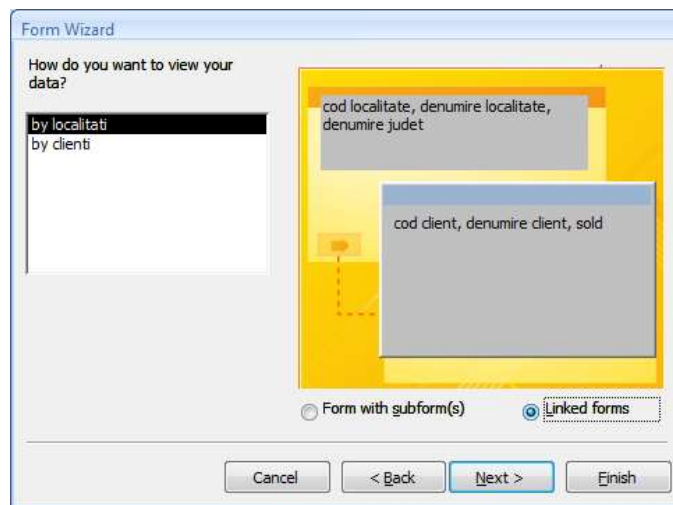 Form Wizard
How do you want to view your
data?
by localitati
by clienti
cod localitate, denumire localitate,
denumire judet
cod client, denumire client, sold
Form with subform(s)
Linked forms
Cancel
< Back
Next >
Finish